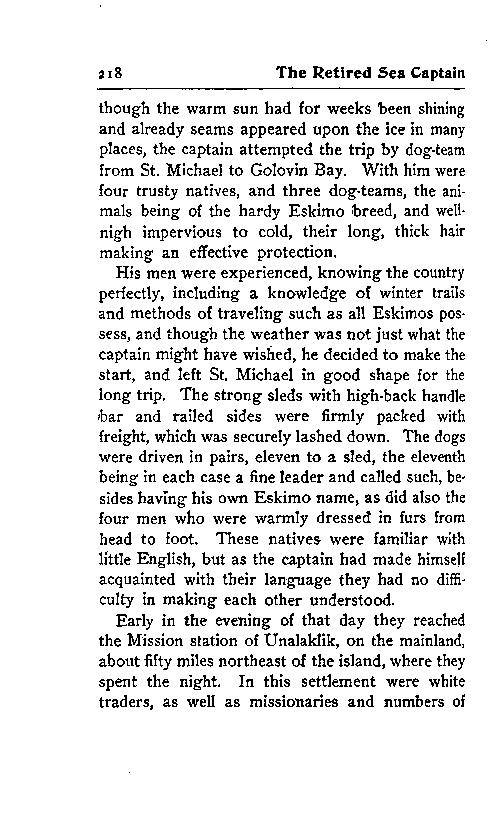 218 The Retired Sea Captain
though the warm sun had for weeks been shining
and already seams appeared upon the ice in many
places, the captain attempted the trip by dog-team
from St. Michael to Golovin Bay. With him were
four trusty natives, and three dog-teams, the ani-
mals being of the hardy Eskimo breed, and well-
nigh impervious to cold, their long, thick hair
making an effective protection.
His men were experienced, knowing the country
perfectly, including a knowledge of winter trails
and methods of traveling such as all Eskimos pos-
sess, and though the weather was not just what the
captain might have wished, he decided to make the
start, and left St. Michael in good shape for the
long trip. The strong sleds with high-back handle
bar and railed sides were firmly packed with
freight, which was securely lashed down. The dogs
were driven in pairs, eleven to a sled, the eleventh
being in each case a fine leader and called such, be-
sides having his own Eskimo name, as did also the
four men who were warmly dressed in furs from
head to foot. These natives were familiar with
little English, but as the captain had made himself
acquainted with their language they had no diffi-
culty in making each other understood.
Early in the evening of that day they reached
the Mission station of Unalaklik, on the mainland,
about fifty miles northeast of the island, where they
spent the night. In this settlement were white
traders, as well as missionaries and numbers of